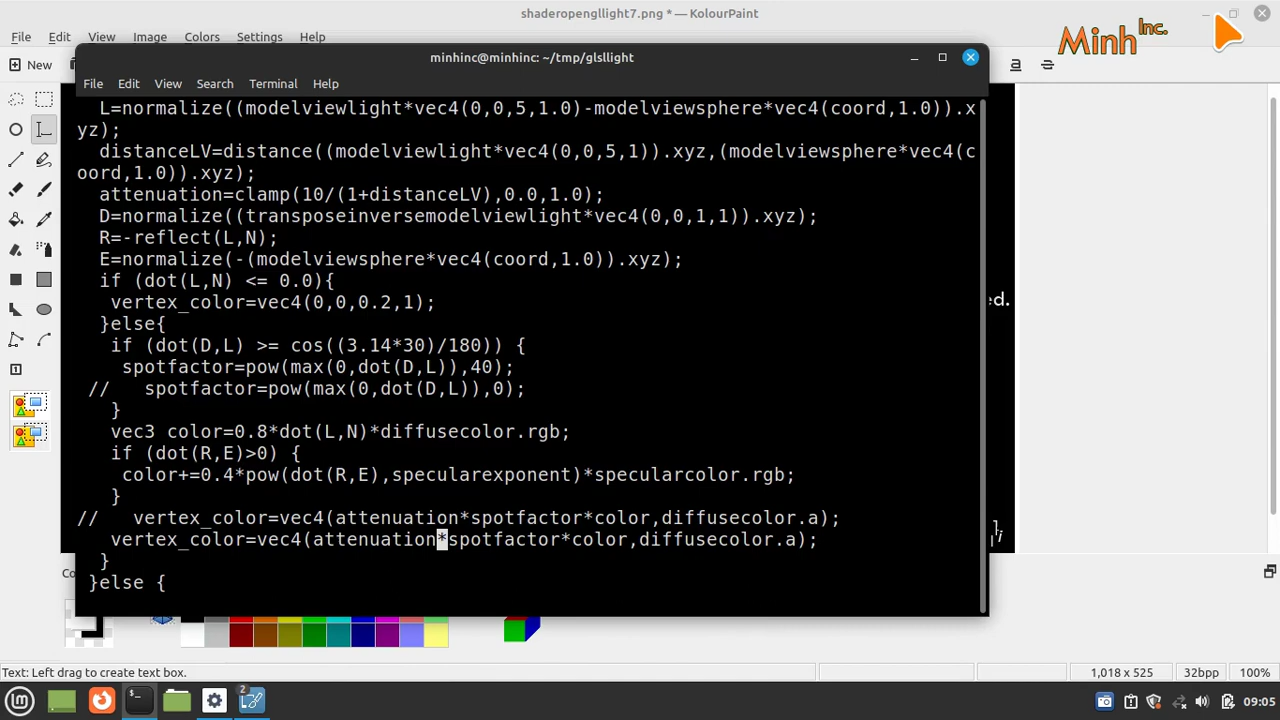 shaderopengllight7.png * — KolourPaint
Minh Inc.
File Edit View Image Colors Settings Help
New
minhinc@minhinc: ~/tmp/glsllight
File Edit View Search Terminal Help
L=normalize((modelviewlight*vec4(0,0,5,1.0)-modelviewsphere*vec4(coord,1.0)).x
yz);
distanceLV=distance((modelviewlight*vec4(0,0,5,1)).xyz,(modelviewsphere*vec4(c
oord,1.0)).xyz);
attenuation=clamp(10/(1+distanceLV),0.0,1.0);
D=normalize((transposeinversemodelviewlight*vec4(0,0,1,1)).xyz);
R=-reflect(L,N);
E=normalize(-(modelviewsphere*vec4(coord,1.0)).xyz);
if (dot(L,N) <= 0.0){
vertex_color=vec4(0,0,0.2,1);
}else{
if (dot(D,L) >= cos((3.14*30)/180)) {
spotfactor=pow(max(0,dot(D,L)),40);
// spotfactor=pow(max(0,dot(D,L)),0);
}
vec3 color=0.8*dot(L,N)*diffusecolor.rgb;
if (dot(R,E)>0) {
color+=0.4*pow(dot(R,E),specularexponent)*specularcolor.rgb;
}
// vertex_color=vec4(attenuation*spotfactor*color,diffusecolor.a);
vertex_color=vec4(attenuation*spotfactor*color,diffusecolor.a);
}
}else {
ed.
Co
Text: Left drag to create text box.
1,018 x 525
32bpp
100%
2
09:05